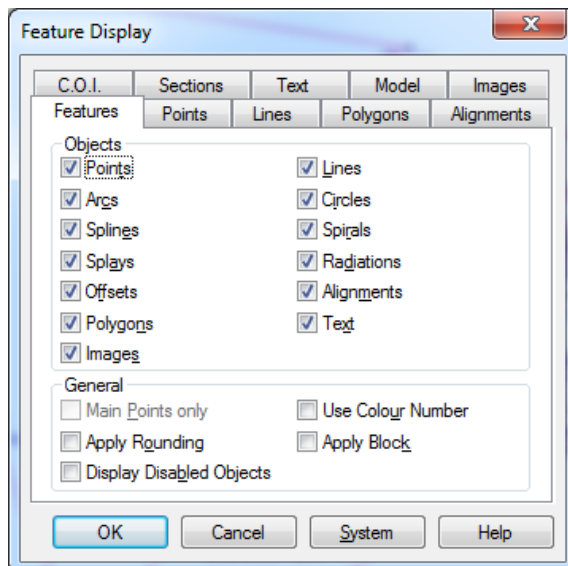 Feature Display
C.O.I. Sections Text Model Images
Features Points Lines Polygons Alignments
Objects
Points Lines
Arcs Circles
Splines Spirals
Splays Radiations
Offsets Alignments
Polygons Text
Images
General
Main Points only Use Colour Number
Apply Rounding Apply Block
Display Disabled Objects
OK Cancel System Help